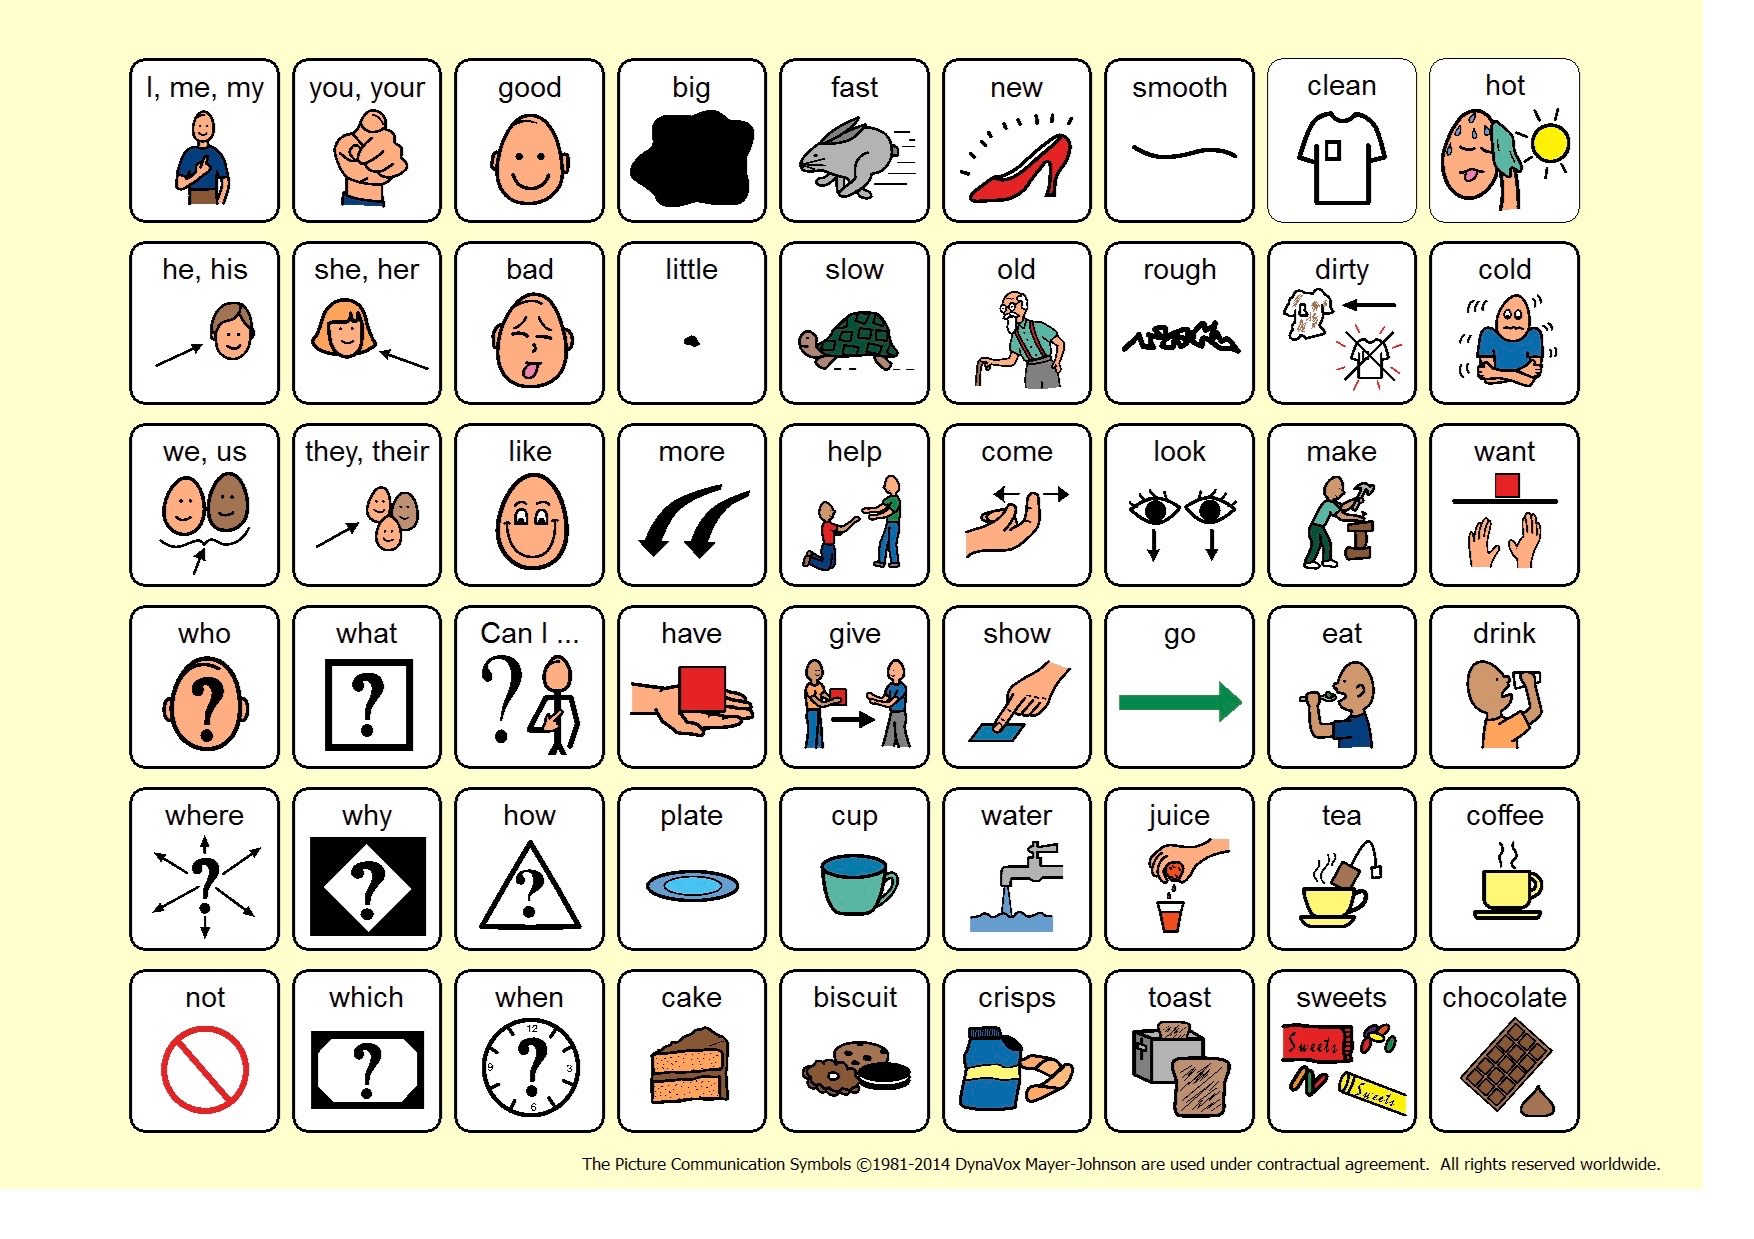 I, me, my you, your good big fast new smooth clean hot
he, his she, her bad little slow old rough dirty cold
we, us they, their like more help come look make want
who what Can I ... have give show go eat drink
? ? ?
where why how plate cup water juice tea coffee
? ? ?
not which when cake biscuit crisps toast sweets chocolate
12
Sweets
? 9 ? 3
Sweets
6
The Picture Communication Symbols ©1981-2014 DynaVox Mayer-Johnson are used under contractual agreement. All rights reserved worldwide.